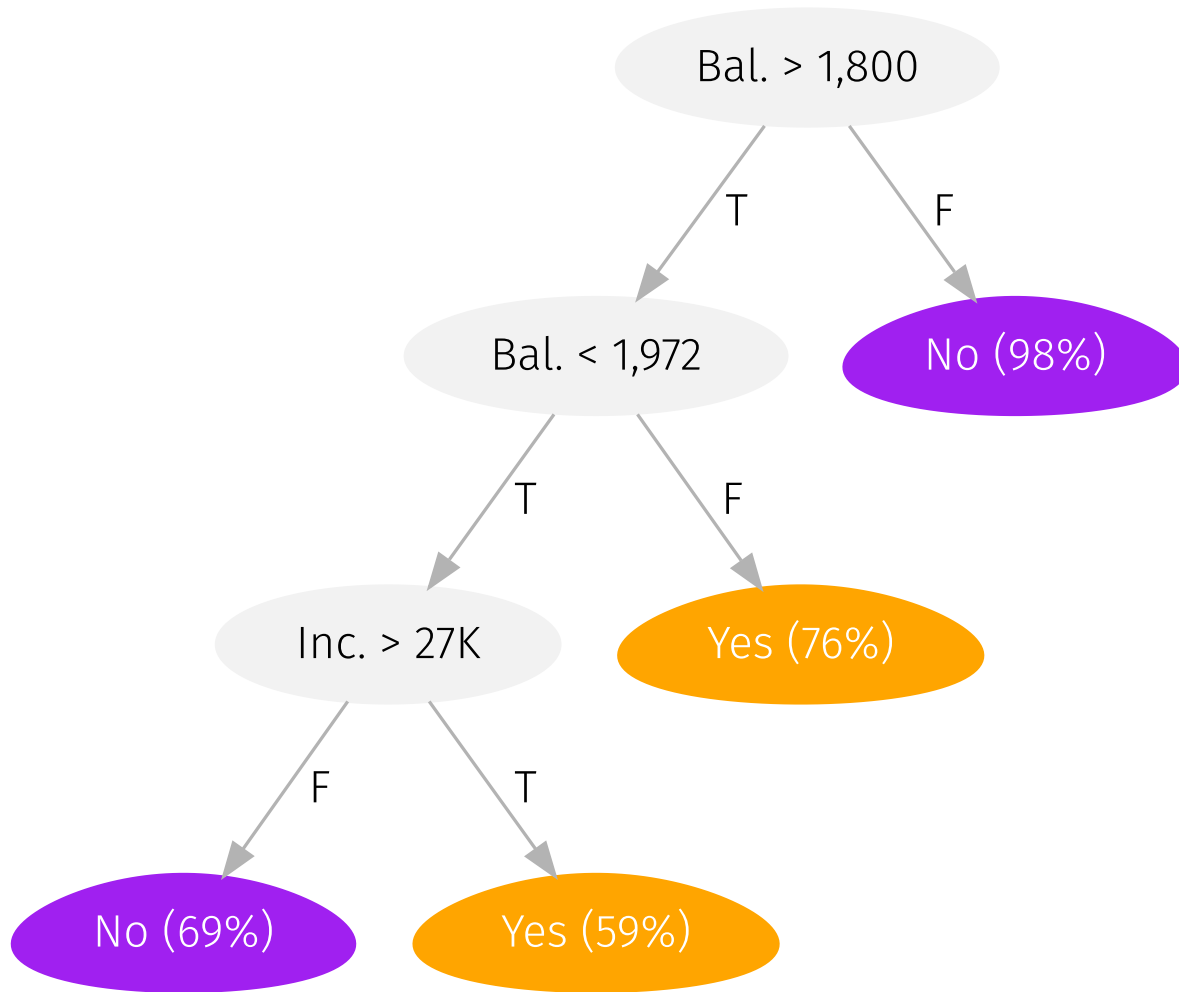 Bal. > 1,800
T
F
Bal. < 1,972
No (98%)
T
F
Inc. > 27K
Yes (76%)
F
T
No (69%)
Yes (59%)